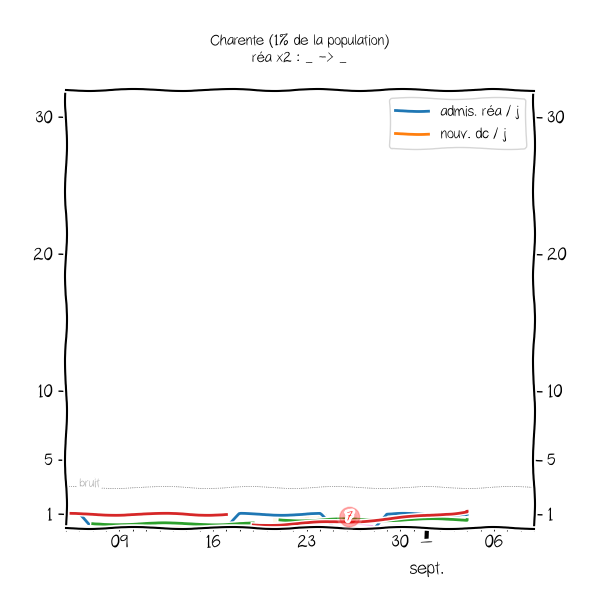 Charente (1% de la population)
réa x2 : _ -> _
admis. réa / j
nouv. dc / j
30
30
20
20
10
10
5
5
bruit
1
1
7
09
16
23
30
06
sept.